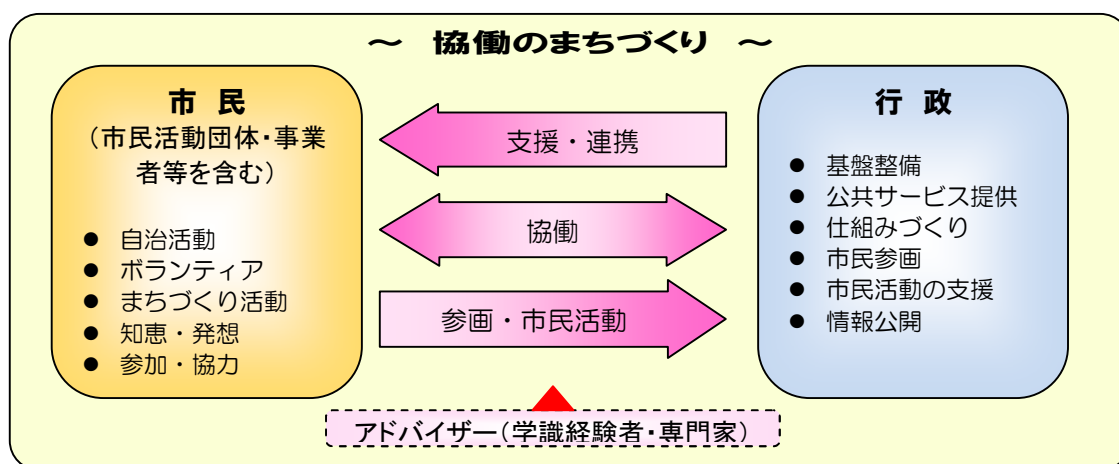 ～ 協働のまちづくり ～
市 民
（市民活動団体・事業
者等を含む）
● 自治活動
● ボランティア
● まちづくり活動
● 知恵・発想
● 参加・協力
支援・連携
協働
参画・市民活動
行 政
● 基盤整備
● 公共サービス提供
● 仕組みづくり
● 市民参画
● 市民活動の支援
● 情報公開
アドバイザー（学識経験者・専門家）